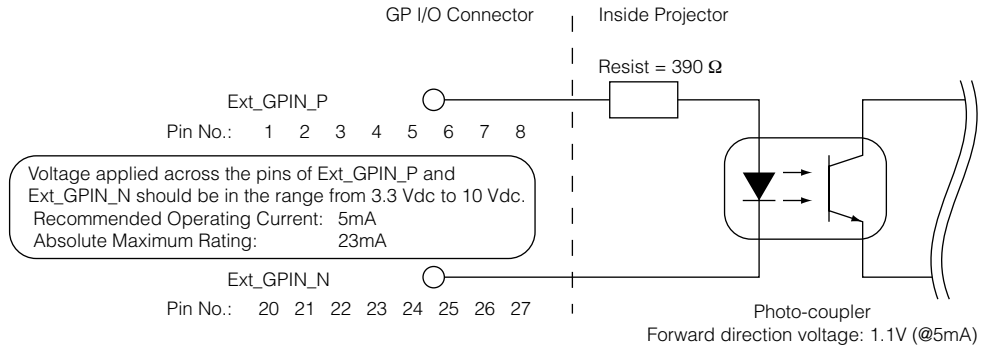 GP I/O Connector
Inside Projector
Resist = 390 Ω
Ext_GPIN_P
Pin No.: 1 2 3 4 5 6 7 8
Voltage applied across the pins of Ext_GPIN_P and
Ext_GPIN_N should be in the range from 3.3 Vdc to 10 Vdc.
Recommended Operating Current: 5mA
Absolute Maximum Rating: 23mA
Ext_GPIN_N
Pin No.: 20 21 22 23 24 25 26 27
Photo-coupler
Forward direction voltage: 1.1V (@5mA)